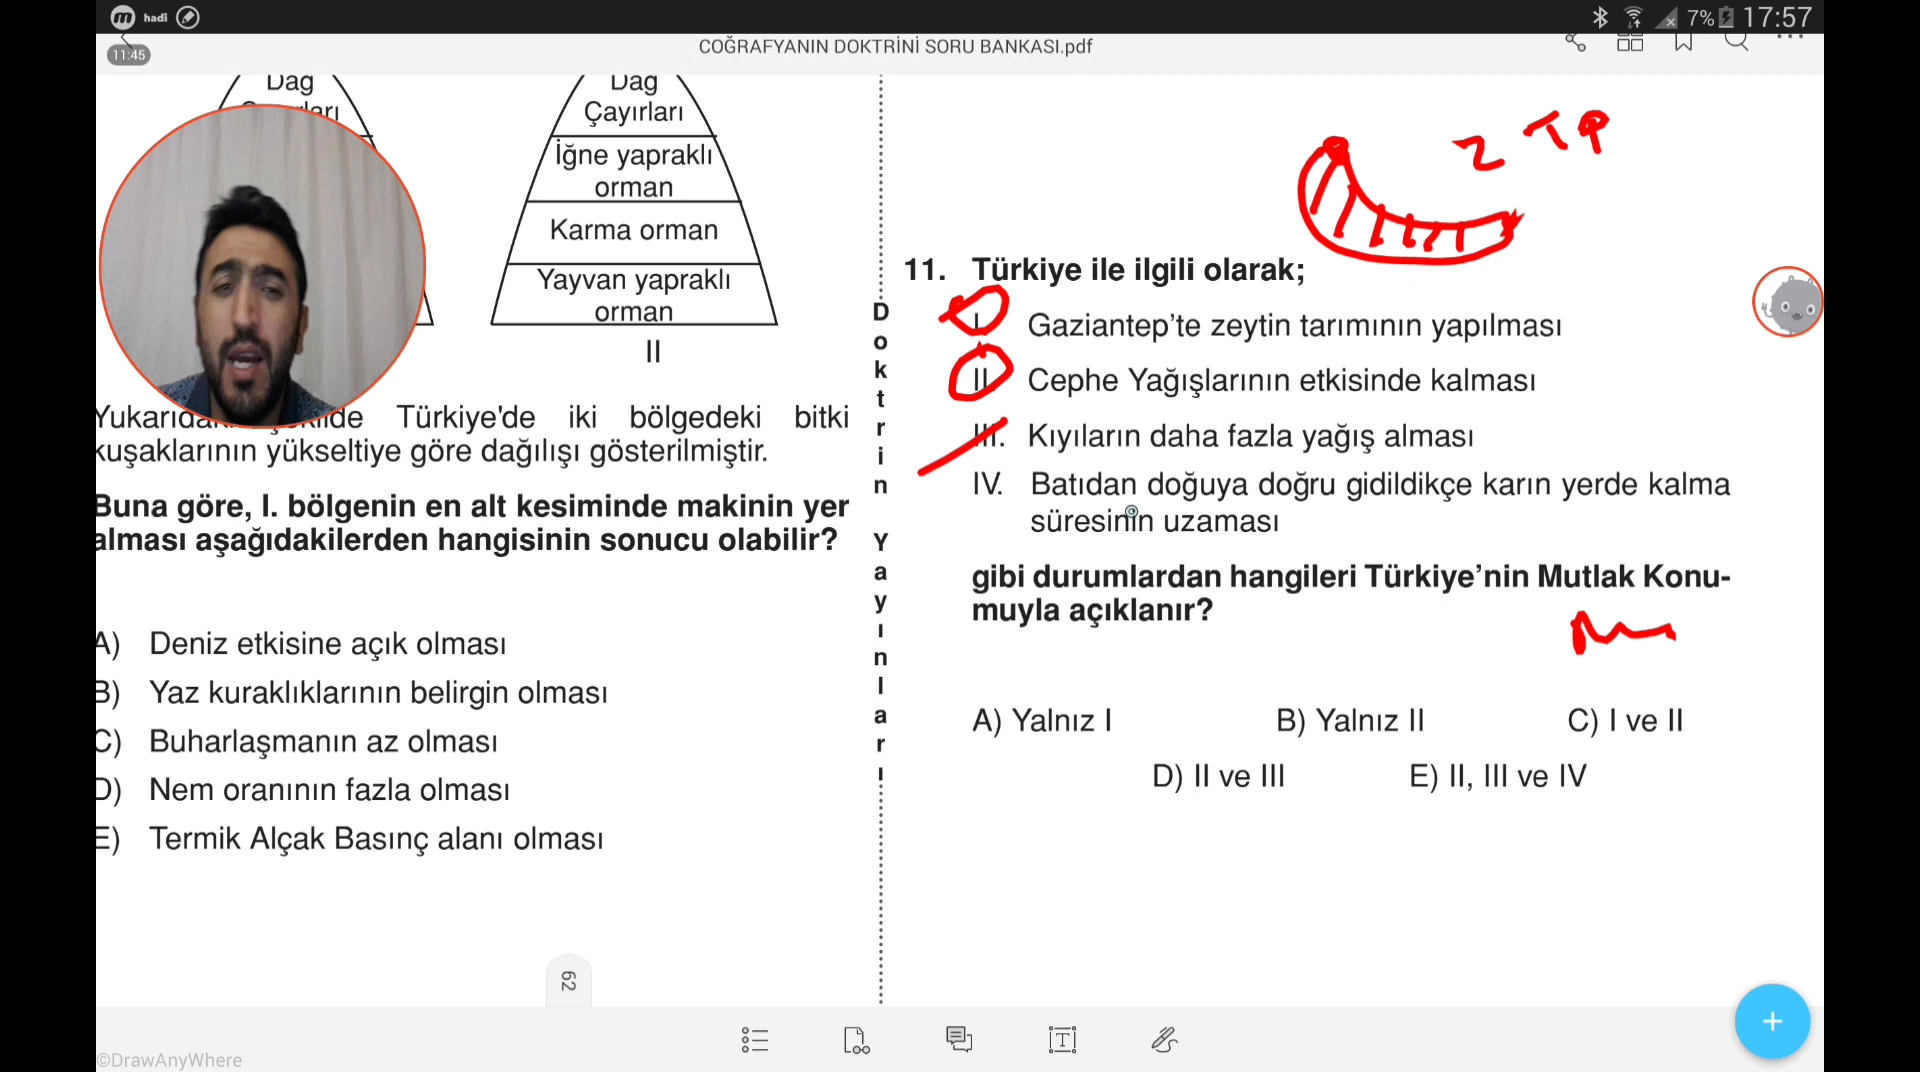 hadi
7%
17:57
11:45
COĞRAFYANIN DOKTRİNİ SORU BANKASI.pdf
Dağ
Dağ
Çayırları
İğne yapraklı
orman
Karma orman
Yayvan yapraklı
orman
II
Türkiye'de iki bölgedeki bitki
kuşaklarının yükseltiye göre dağılışı gösterilmiştir.
Buna göre, I. bölgenin en alt kesiminde makinin yer
alması aşağıdakilerden hangisinin sonucu olabilir?
A) Deniz etkisine açık olması
B) Yaz kuraklıklarının belirgin olması
C) Buharlaşmanın az olması
D) Nem oranının fazla olması
E) Termik Alçak Basınç alanı olması
62
Doktrin Yayınları
11. Türkiye ile ilgili olarak;
I. Gaziantep'te zeytin tarımının yapılması
II. Cephe Yağışlarının etkisinde kalması
III. Kıyıların daha fazla yağış alması
IV. Batıdan doğuya doğru gidildikçe karın yerde kalma
süresinin uzaması
gibi durumlardan hangileri Türkiye'nin Mutlak Konu-
muyla açıklanır?
A) Yalnız I B) Yalnız II C) I ve II
D) II ve III E) II, III ve IV
©DrawAnyWhere